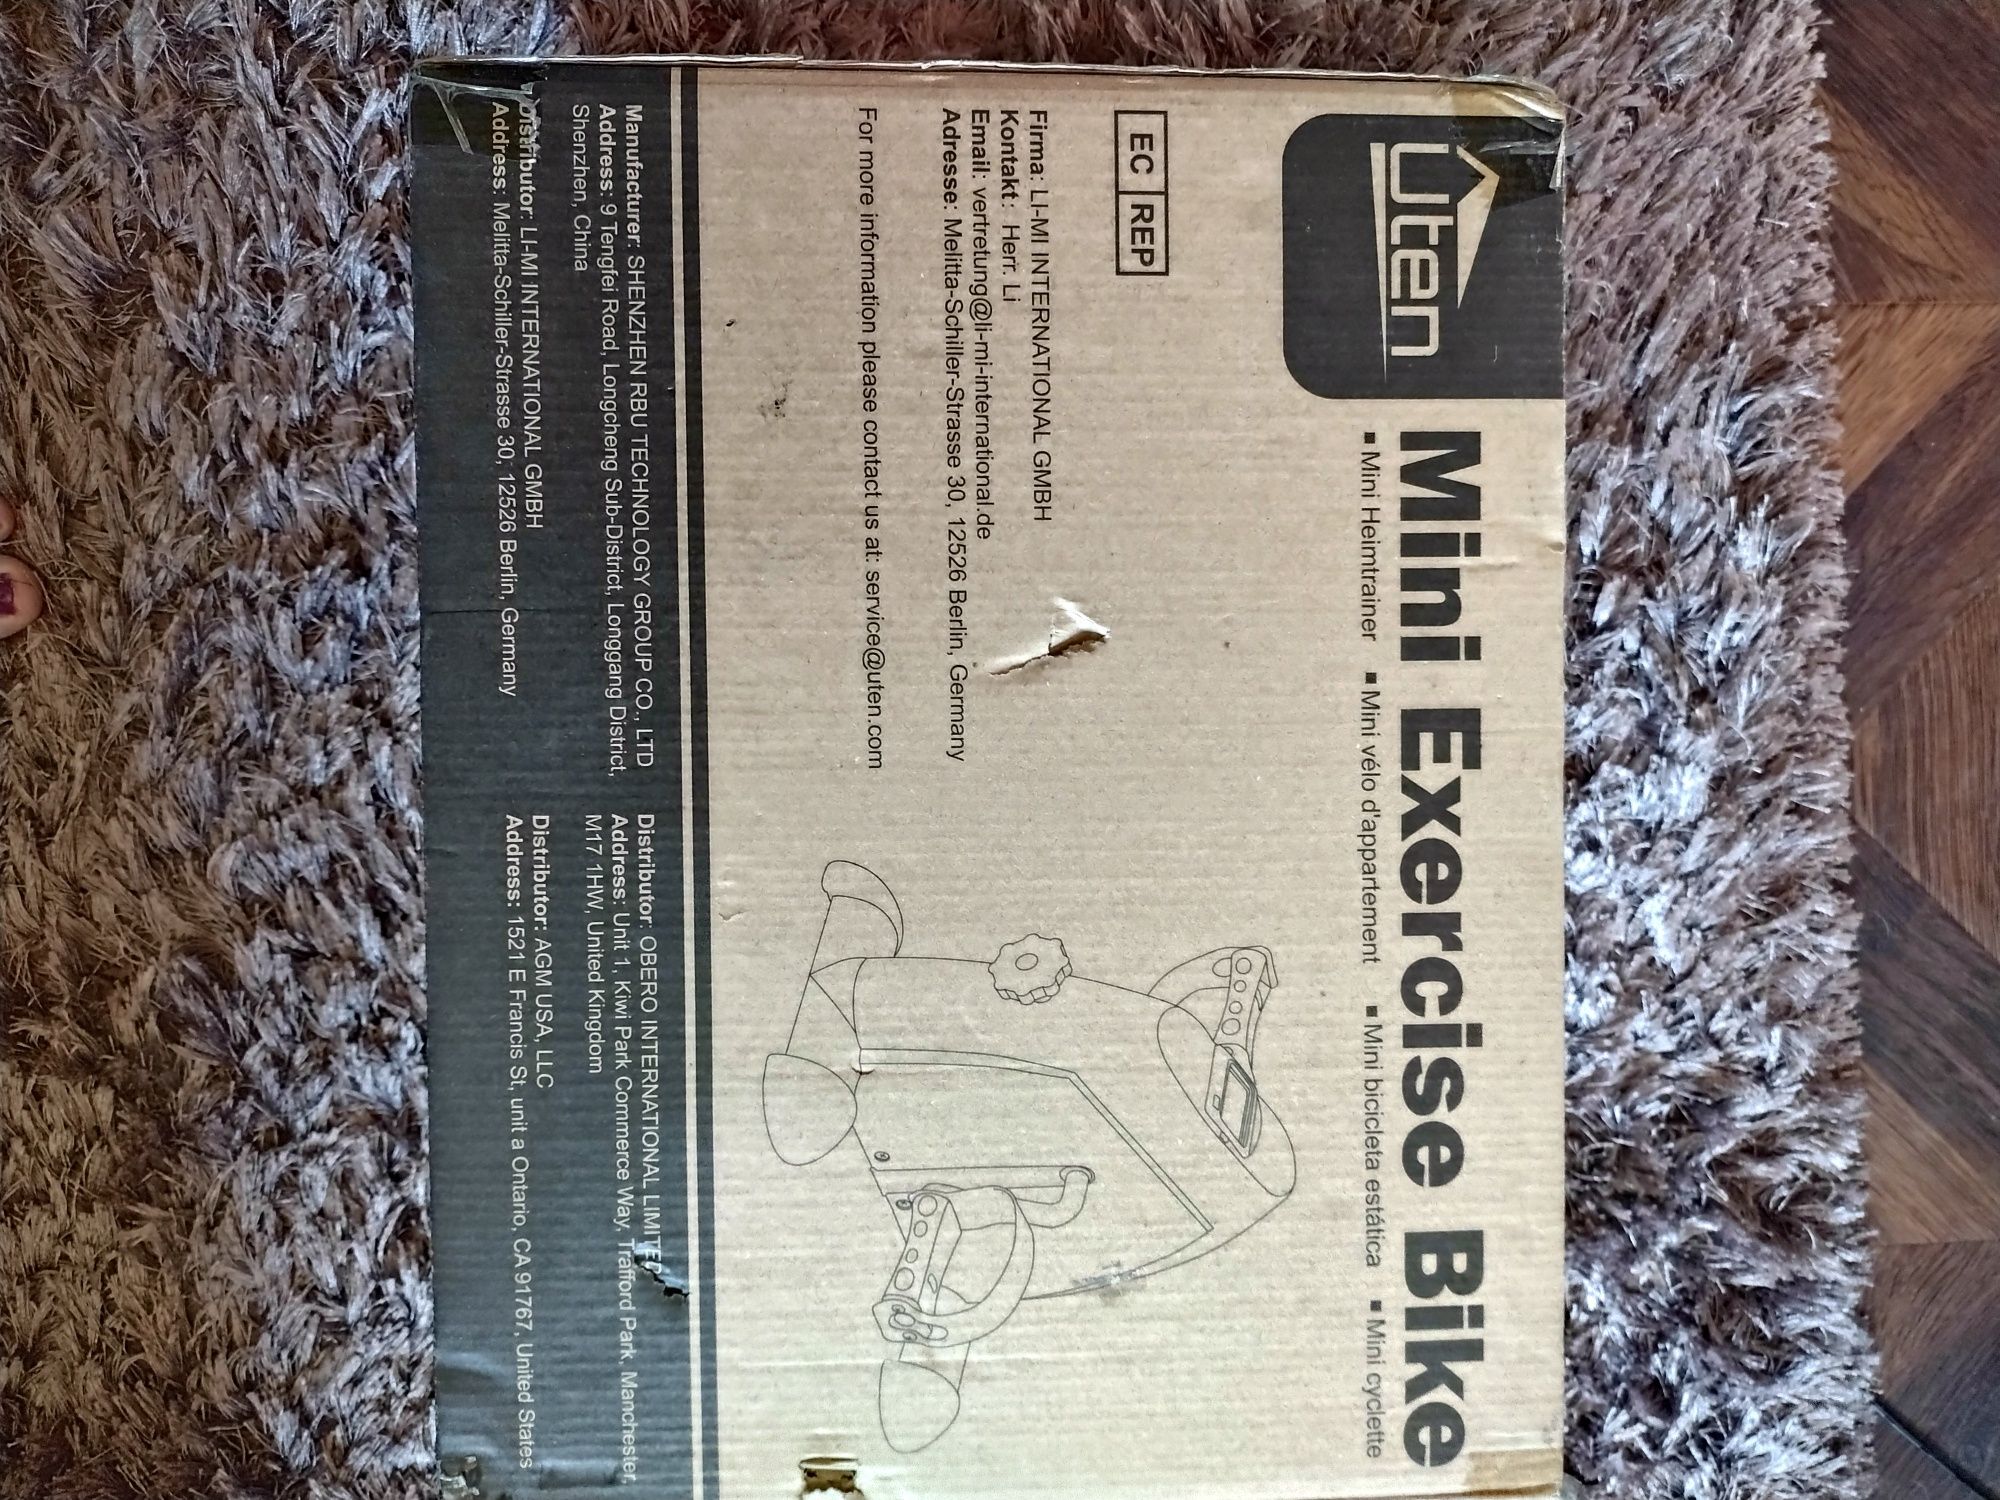 Uten
Mini Exercise Bike
▪Mini Heimtrainer ▪Mini vélo d'appartement ▪Mini bicicleta estática ▪Mini cyclette
EC REP
Firma: LI-MI INTERNATIONAL GMBH
Kontakt: Herr. Li
Email: vertretung@li-mi-international.de
Adresse: Melitta-Schiller-Strasse 30, 12526 Berlin, Germany
For more information please contact us at: service@uten.com
Manufacturer: SHENZHEN RBU TECHNOLOGY GROUP CO., LTD
Address: 9 Tengfei Road, Longcheng Sub-District, Longgang District,
Shenzhen, China
Distributor: LI-MI INTERNATIONAL GMBH
Address: Melitta-Schiller-Strasse 30, 12526 Berlin, Germany
Distributor: OBERO INTERNATIONAL LIMITED
Address: Unit 1, Kiwi Park Commerce Way, Trafford Park, Manchester,
M17 1HW, United Kingdom
Distributor: AGM USA, LLC
Address: 1521 E Francis St, unit a Ontario, CA 91767, United States